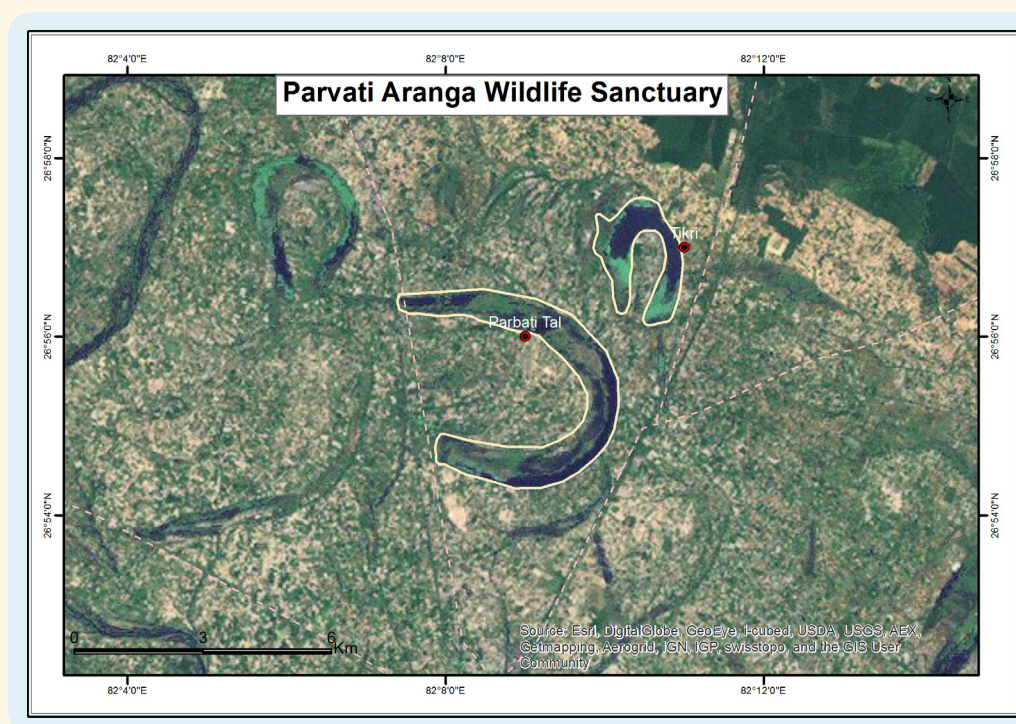 82°4'0"E 82°8'0"E 82°12'0"E
Parvati Aranga Wildlife Sanctuary
N
W E
S
26°58'0"N 26°58'0"N
Tikri
Parbati Tal
26°56'0"N 26°56'0"N
26°54'0"N 26°54'0"N
0 3 6
Km
Source: Esri, DigitalGlobe, GeoEye, i-cubed, USDA, USGS, AEX,
Getmapping, Aerogrid, IGN, IGP, swisstopo, and the GIS User
Community
82°4'0"E 82°8'0"E 82°12'0"E